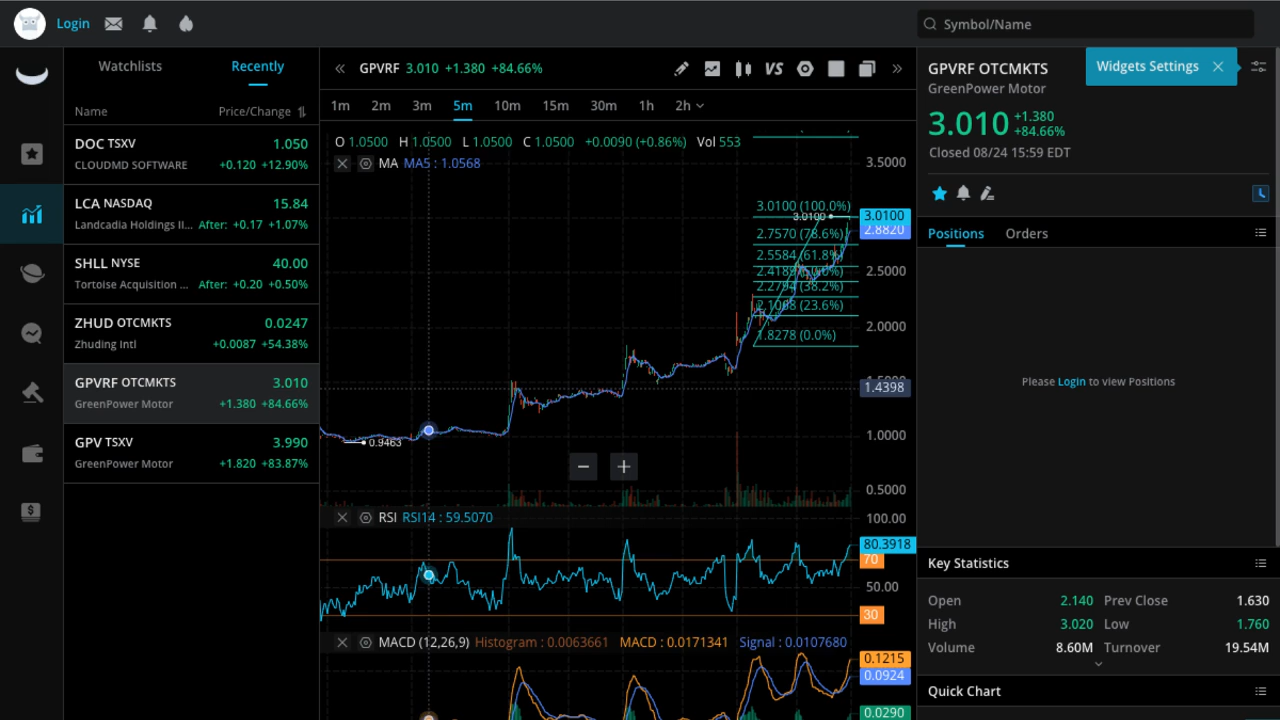 Login
Symbol/Name
Watchlists
Recently
Name
Price/Change
DOC TSXV
1.050
CLOUDMD SOFTWARE
+0.120 +12.90%
LCA NASDAQ
15.84
Landcadia Holdings II...
After: +0.17 +1.07%
SHLL NYSE
40.00
Tortoise Acquisition ...
After: +0.20 +0.50%
ZHUD OTCMKTS
0.0247
Zhuding Intl
+0.0087 +54.38%
GPVRF OTCMKTS
3.010
GreenPower Motor
+1.380 +84.66%
GPV TSXV
3.990
GreenPower Motor
+1.820 +83.87%
GPVRF 3.010 +1.380 +84.66%
VS
1m 2m 3m 5m 10m 15m 30m 1h 2h
O 1.0500 H 1.0500 L 1.0500 C 1.0500 +0.0090 (+0.86%) Vol 553
MA MA5 : 1.0568
3.5000
3.0100 (100.0%)
3.0100
3.0100
2.8820
2.7570 (78.6%)
2.5584 (61.8%)
2.5000
2.2794 (38.2%)
2.1068 (23.6%)
2.0000
1.8278 (0.0%)
1.4398
1.0000
0.9463
0.5000
RSI RSI14 : 59.5070
100.00
80.3918
70
50.00
30
MACD (12,26,9) Histogram : 0.0063661 MACD : 0.0171341 Signal : 0.0107680
0.1215
0.0924
0.0290
GPVRF OTCMKTS
Widgets Settings
GreenPower Motor
3.010
+1.380
+84.66%
Closed 08/24 15:59 EDT
Positions
Orders
Please Login to view Positions
Key Statistics
Open 2.140 Prev Close 1.630
High 3.020 Low 1.760
Volume 8.60M Turnover 19.54M
Quick Chart